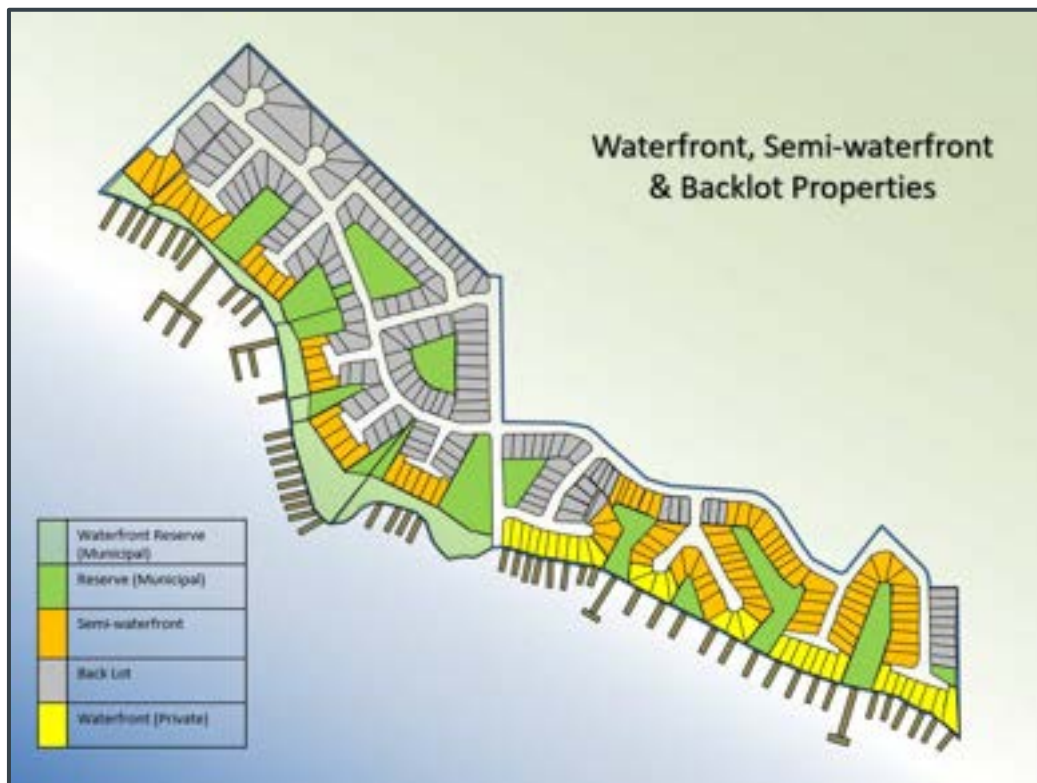 Waterfront, Semi-waterfront
& Backlot Properties
Waterfront Reserve
(Municipal)
Reserve (Municipal)
Semi-waterfront
Back Lot
Waterfront (Private)